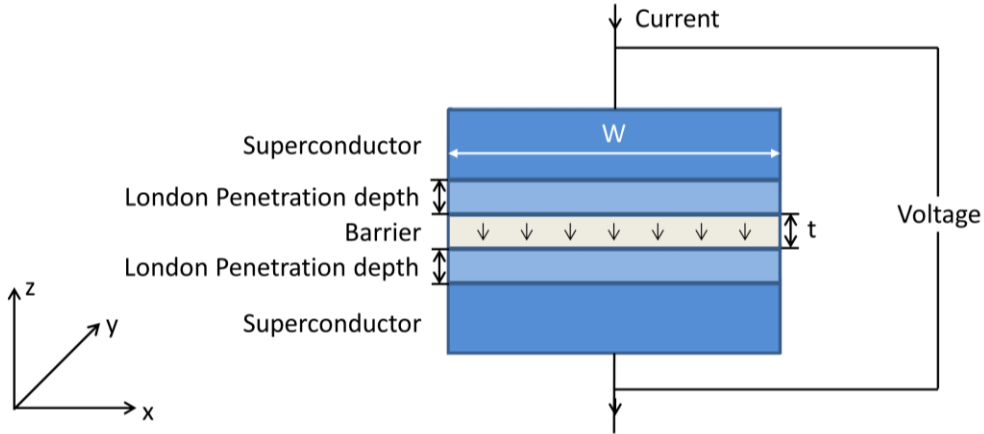 Current
W
Superconductor
London Penetration depth
Barrier
t
Voltage
London Penetration depth
Superconductor
z
y
x